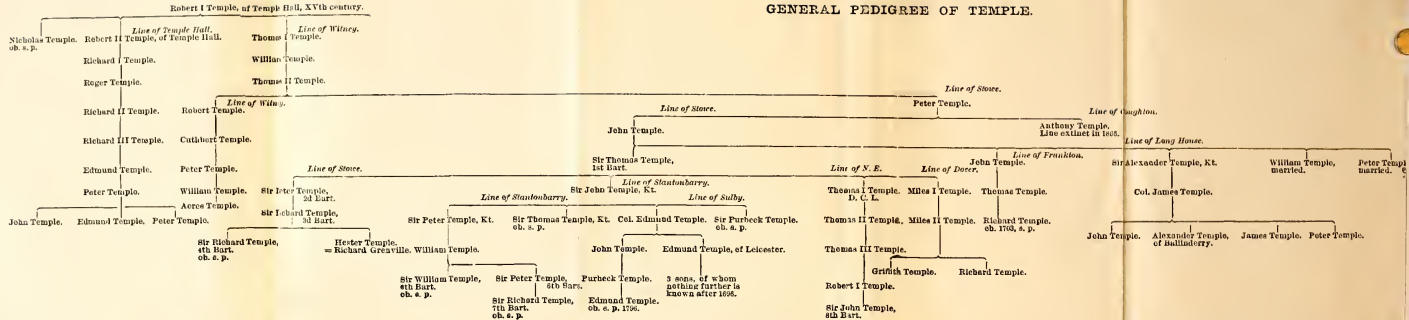 GENERAL PEDIGREE OF TEMPLE.
Robert I Temple, of Temple Hall, XVth century.
Nicholas Temple.
ob. s. p.
Line of Temple Hall.
Robert II Temple, of Temple Hall.
Line of Witney.
Thomas I Temple.
Richard I Temple.
William Temple.
Roger Temple.
Thomas II Temple.
Line of Witny.
Line of Stowe.
Richard II Temple.
Robert Temple.
Peter Temple.
Line of Stowe.
Line of Coughton.
John Temple.
Anthony Temple,
Line extinct in
Richard III Temple.
Cuthbert Temple.
Line of Long House.
Sir Thomas Temple,
1st Bart.
Line of Frankton.
John Temple.
Sir Alexander Temple, Kt.
William Temple,
married.
Peter Templ
married.
Edmund Temple.
Peter Temple.
Line of Stowe.
Line of Stantonbarry.
Line of N. E.
Line of Dover.
Peter Temple.
William Temple.
Sir Peter Temple,
2d Bart.
Sir John Temple, Kt.
Thomas I Temple.
D. C. L.
Miles I Temple.
Thomas Temple.
Col. James Temple.
Acres Temple.
Line of Stantonbarry.
Line of Sulby.
John Temple.
Edmund Temple.
Peter Temple.
Sir Richard Temple,
3d Bart.
Sir Peter Temple, Kt.
Sir Thomas Temple, Kt.
ob. s. p.
Col. Edmund Temple.
Sir Purbeck Temple.
ob. s. p.
Thomas II Temple.
Miles II Temple.
Richard Temple.
ob. 1703, s. p.
John Temple.
Alexander Temple,
of Ballinderry.
James Temple.
Peter Temple.
Sir Richard Temple,
4th Bart.
ob. s. p.
Hester Temple.
= Richard Grenville.
William Temple.
John Temple.
Edmund Temple, of Leicester.
Thomas III Temple.
Griffith Temple.
Richard Temple.
Sir William Temple,
5th Bart.
ob. s. p.
Sir Peter Temple,
6th Bart.
Purbeck Temple.
3 sons, of whom
nothing further is
known after 1696.
Robert I Temple.
Sir Richard Temple,
7th Bart.
ob. s. p.
Edmund Temple.
ob. s. p. 1796.
Sir John Temple,
8th Bart.